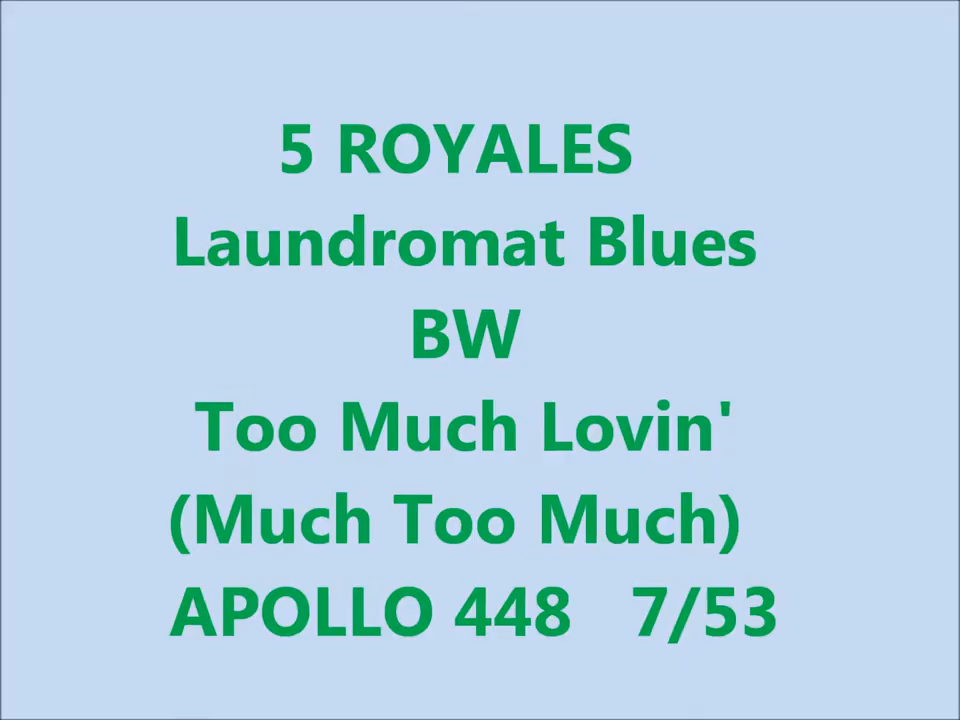 5 ROYALES
Laundromat Blues
BW
Too Much Lovin'
(Much Too Much)
APOLLO 448 7/53